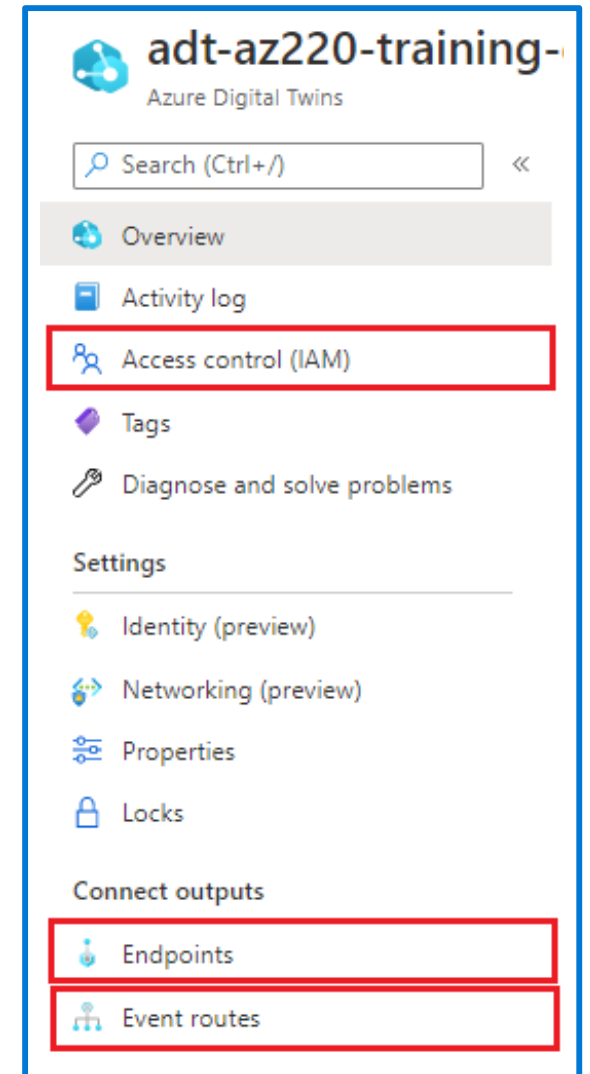 adt-az220-training-
Azure Digital Twins
Search (Ctrl+/)
«
Overview
Activity log
Access control (IAM)
Tags
Diagnose and solve problems
Settings
Identity (preview)
Networking (preview)
Properties
Locks
Connect outputs
Endpoints
Event routes